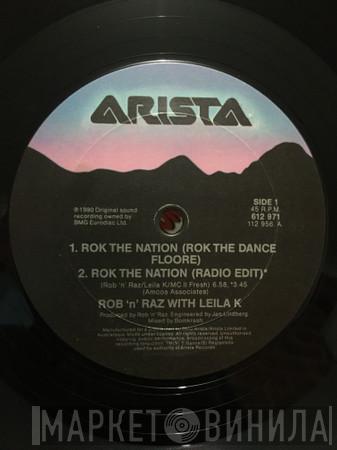 ARISTA
℗ 1990 Original sound
recording owned by
BMG Eurodisc Ltd.
SIDE 1
45 R.P.M.
612 971
112 956 A
1. ROK THE NATION (ROK THE DANCE
FLOORE)
2. ROK THE NATION (RADIO EDIT)*
(Rob 'n' Raz/Leila K/MC II Fresh) 6.58, *3.45
(Amcos Associates)
ROB 'n' RAZ WITH LEILA K
Produced by Rob 'n' Raz. Engineered by Jan Lindberg
Mixed by Bomkrash
МАРКЕТ ВИНИЛА